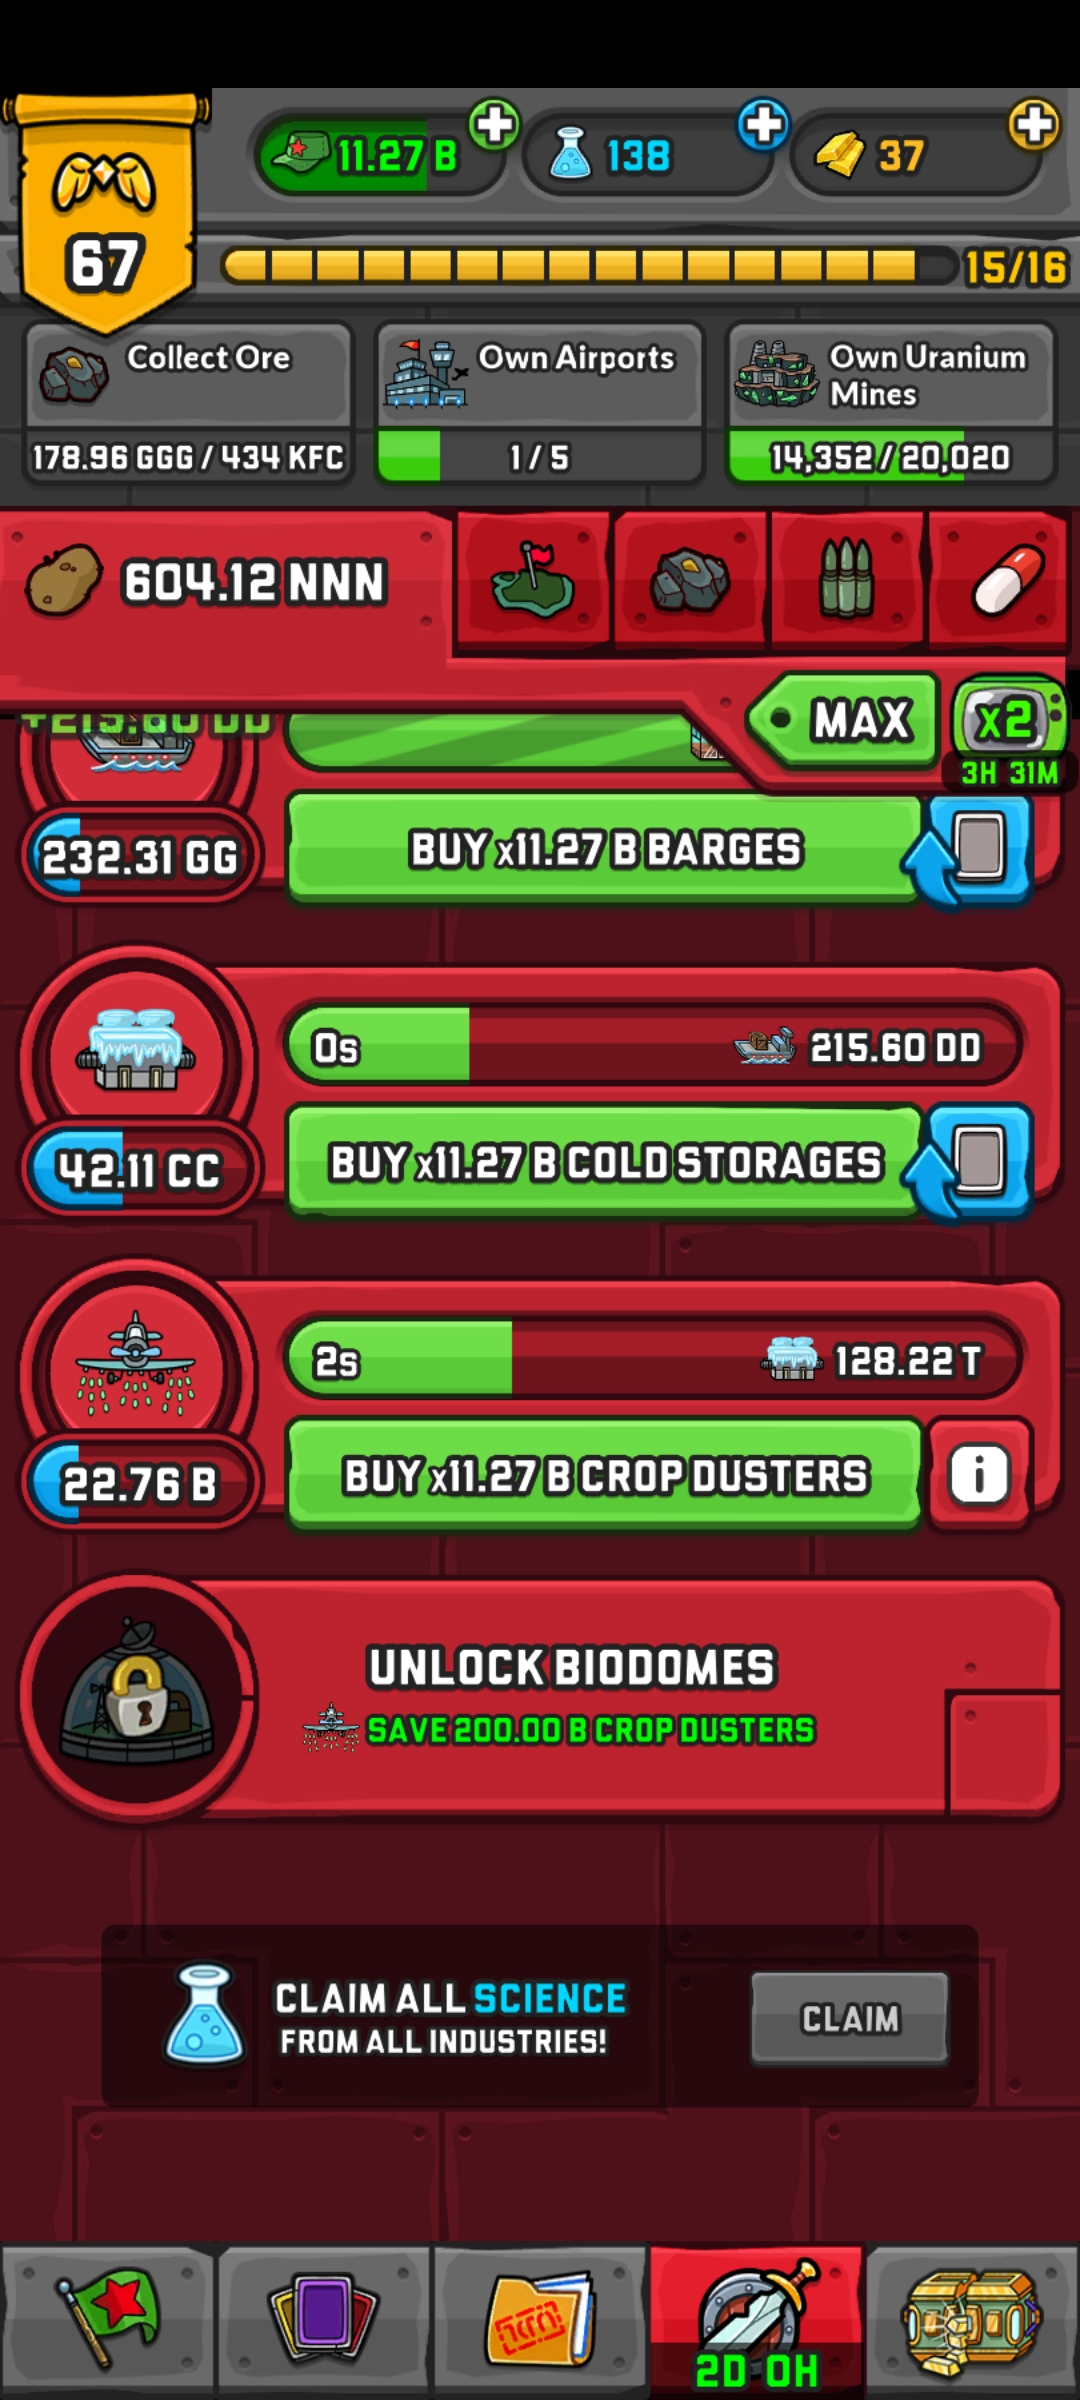 11.27 B
138
37
67
15/16
Collect Ore
178.96 GGG / 434 KFC
Own Airports
1 / 5
Own Uranium
Mines
14,352 / 20,020
604.12 NNN
MAX
x2
3H 31M
+215.60 DD
232.31 GG
BUY x11.27 B BARGES
0s
215.60 DD
42.11 CC
BUY x11.27 B COLD STORAGES
2s
128.22 T
22.76 B
BUY x11.27 B CROP DUSTERS
i
UNLOCK BIODOMES
SAVE 200.00 B CROP DUSTERS
CLAIM ALL SCIENCE
FROM ALL INDUSTRIES!
CLAIM
2D 0H